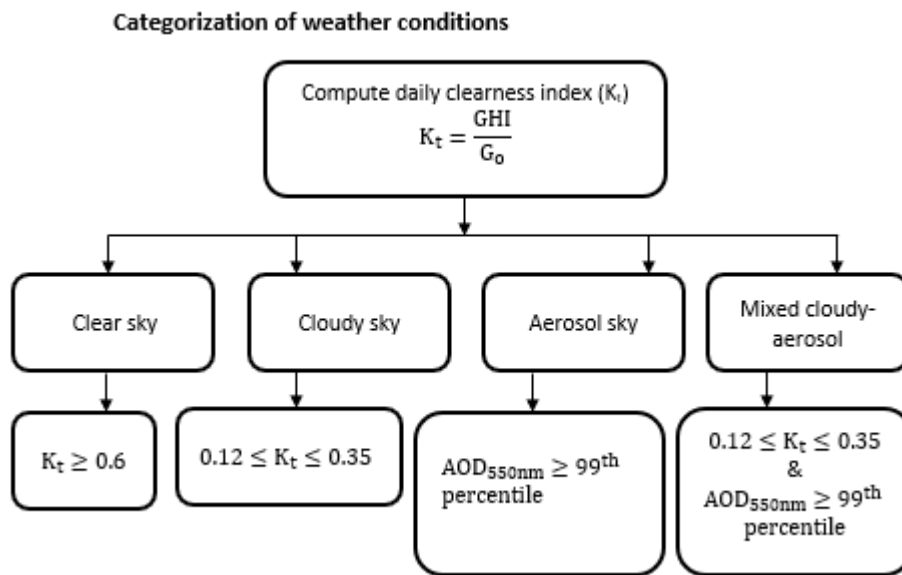 Categorization of weather conditions
Compute daily clearness index (Kₜ)
Kₜ = GHI / G₀
Clear sky
Cloudy sky
Aerosol sky
Mixed cloudy-
aerosol
Kₜ ≥ 0.6
0.12 ≤ Kₜ ≤ 0.35
AOD₅₅₀ₙₘ ≥ 99ᵗʰ
percentile
0.12 ≤ Kₜ ≤ 0.35
&
AOD₅₅₀ₙₘ ≥ 99ᵗʰ
percentile